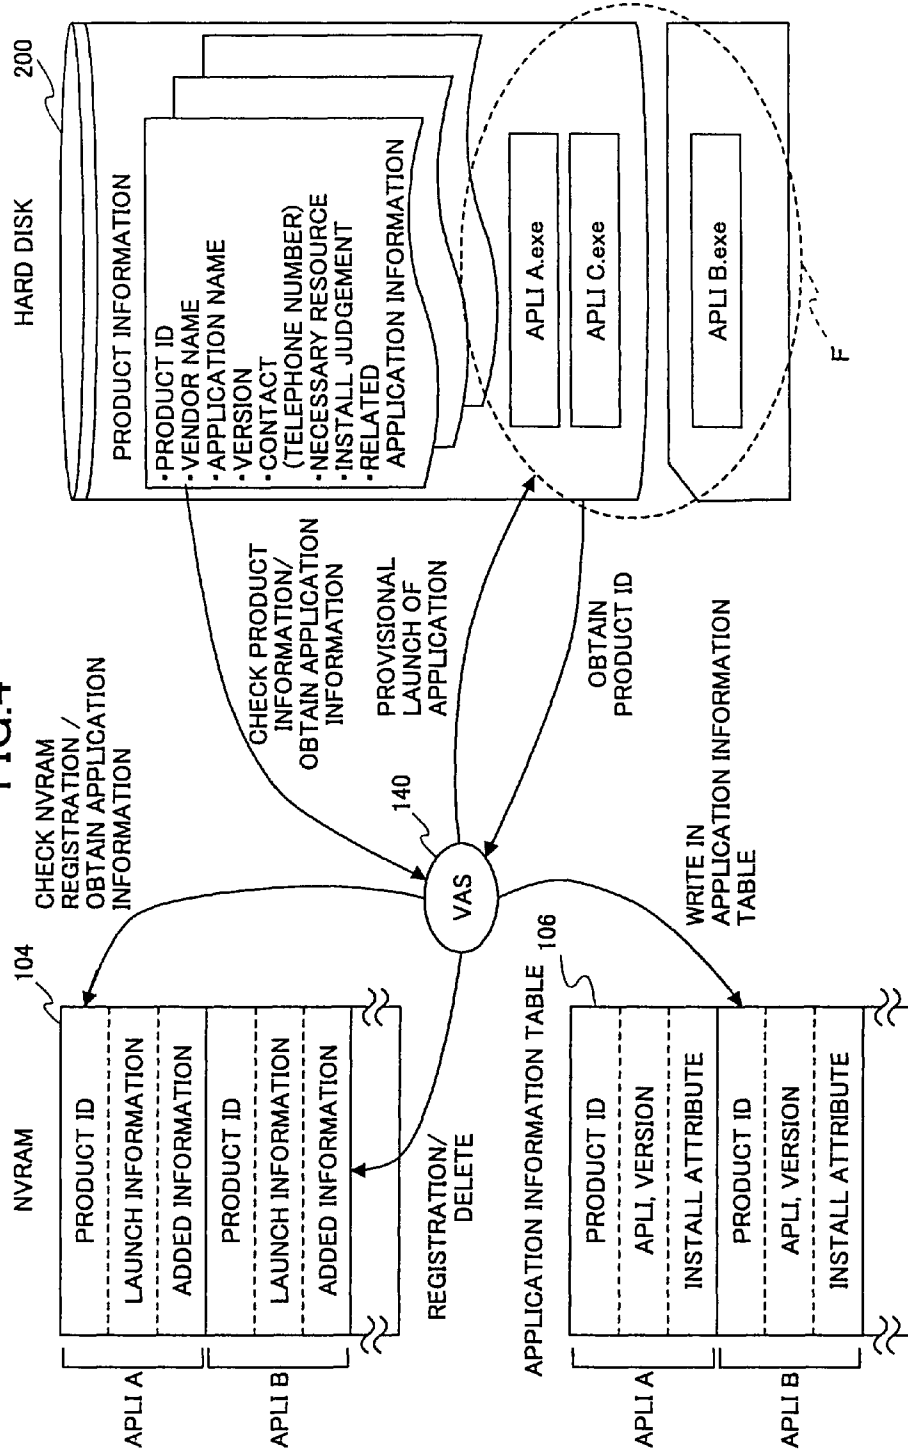 FIG.4
NVRAM
104
PRODUCT ID
LAUNCH INFORMATION
ADDED INFORMATION
PRODUCT ID
LAUNCH INFORMATION
ADDED INFORMATION
APLI A
APLI B
CHECK NVRAM
REGISTRATION /
OBTAIN APPLICATION
INFORMATION
REGISTRATION/
DELETE
APPLICATION INFORMATION TABLE
106
PRODUCT ID
APLI, VERSION
INSTALL ATTRIBUTE
PRODUCT ID
APLI, VERSION
INSTALL ATTRIBUTE
APLI A
APLI B
VAS
140
CHECK PRODUCT
INFORMATION/
OBTAIN APPLICATION
INFORMATION
PROVISIONAL
LAUNCH OF
APPLICATION
OBTAIN
PRODUCT ID
WRITE IN
APPLICATION INFORMATION
TABLE
HARD DISK
200
PRODUCT INFORMATION
・PRODUCT ID
・VENDOR NAME
・APPLICATION NAME
・VERSION
・CONTACT
(TELEPHONE NUMBER)
・NECESSARY RESOURCE
・INSTALL JUDGEMENT
・RELATED
APPLICATION INFORMATION
APLI A.exe
APLI C.exe
APLI B.exe
F